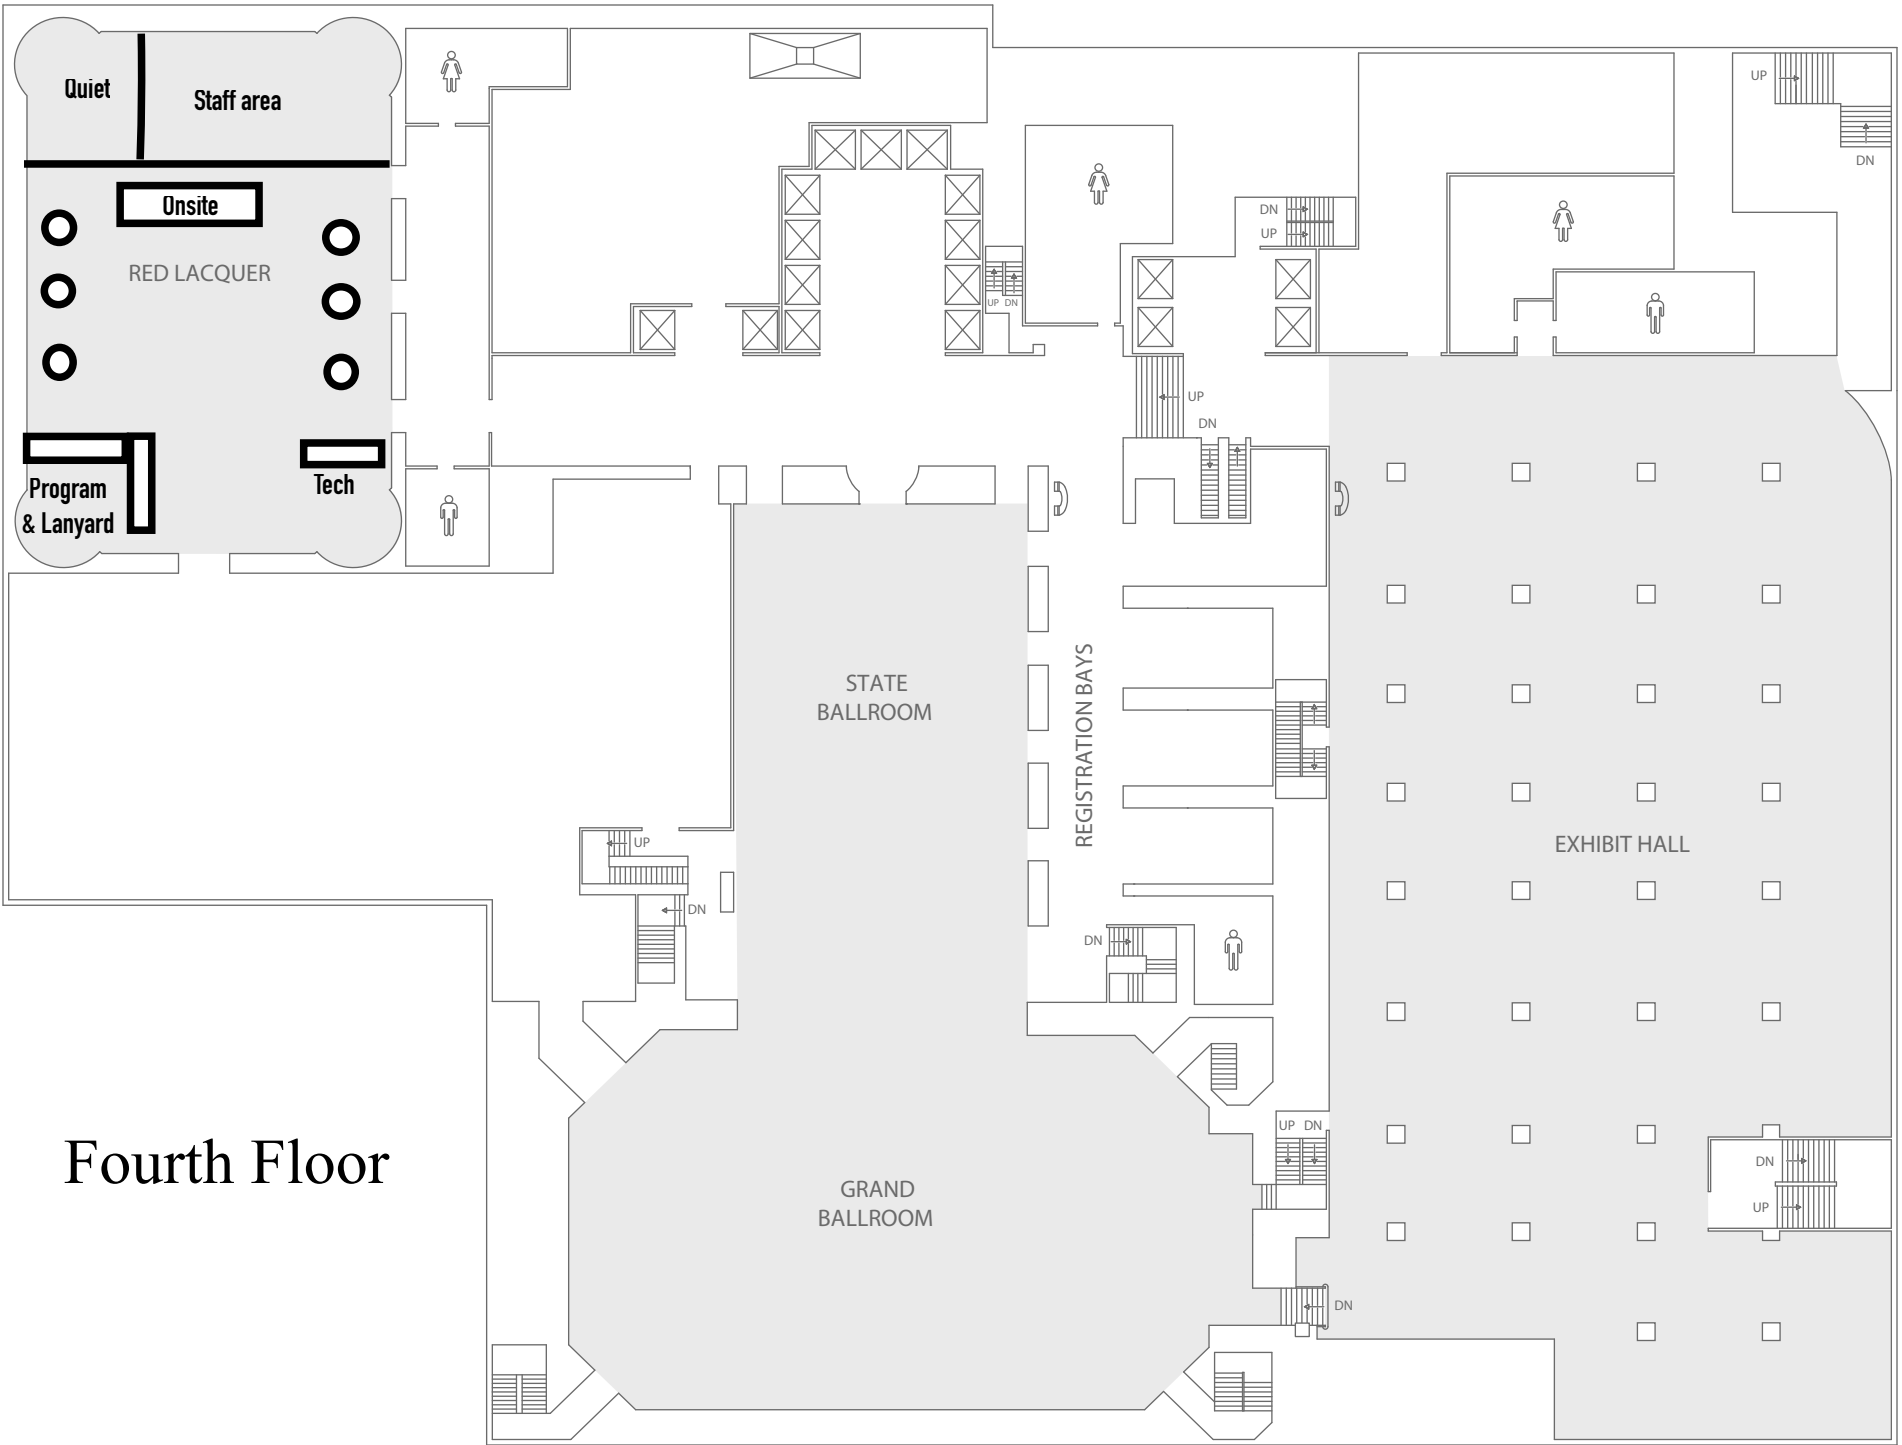 Quiet
Staff area
Onsite
RED LACQUER
Program
& Lanyard
Tech
UP
DN
DN
UP
UP DN
UP
DN
STATE
BALLROOM
REGISTRATION BAYS
EXHIBIT HALL
UP
DN
DN
Fourth Floor
GRAND
BALLROOM
UP DN
DN
UP
DN